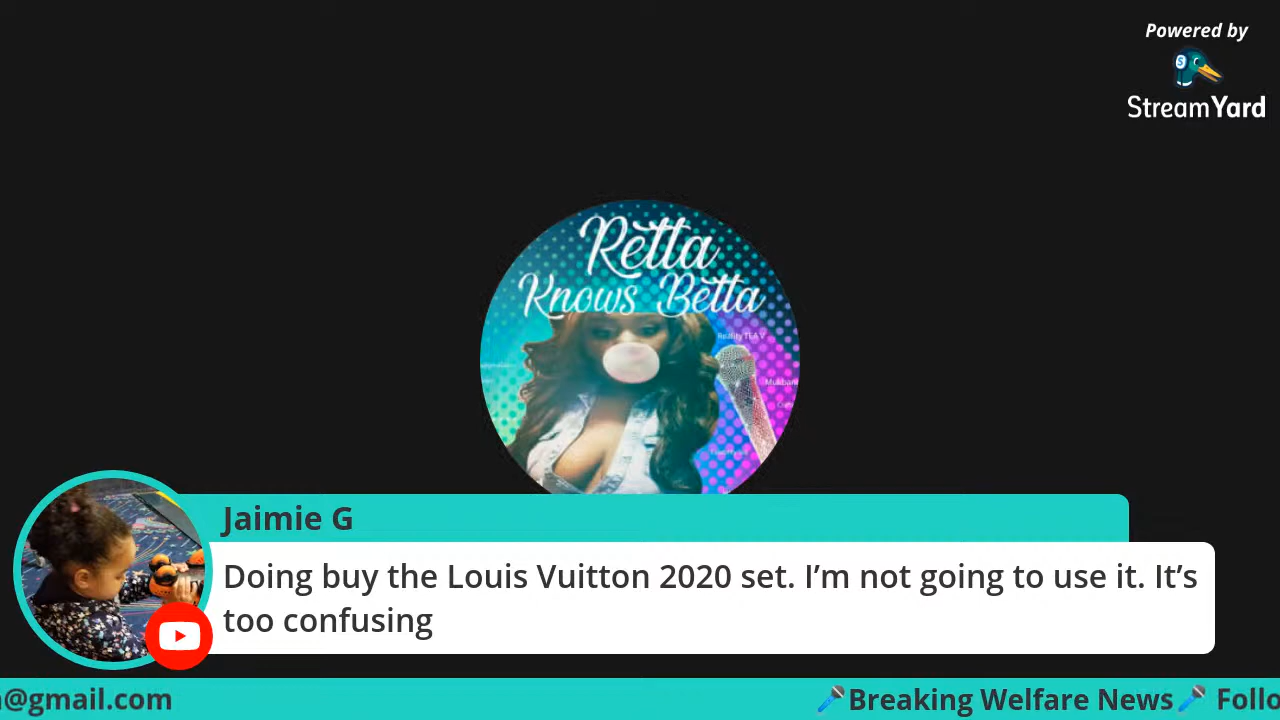 Powered by
StreamYard
Retta
Knows Betta
Jaimie G
Doing buy the Louis Vuitton 2020 set. I’m not going to use it. It’s
too confusing
@gmail.com
🎤Breaking Welfare News🎤 Follo